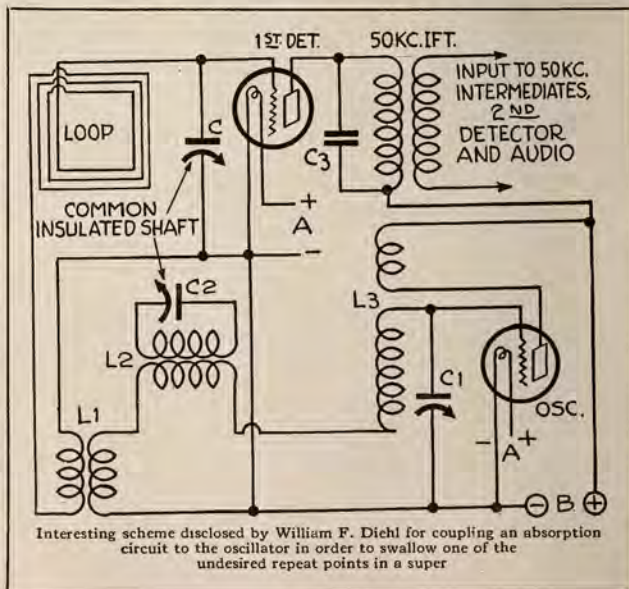 1ST. DET.
50KC. IFT.
LOOP
C
C3
INPUT TO 50KC.
INTERMEDIATES,
2ND
DETECTOR
AND AUDIO
COMMON
INSULATED SHAFT
+
A
-
C2
L2
L3
C1
L1
OSC.
- A +
- B +
Interesting scheme disclosed by William F. Diehl for coupling an absorption
circuit to the oscillator in order to swallow one of the
undesired repeat points in a super